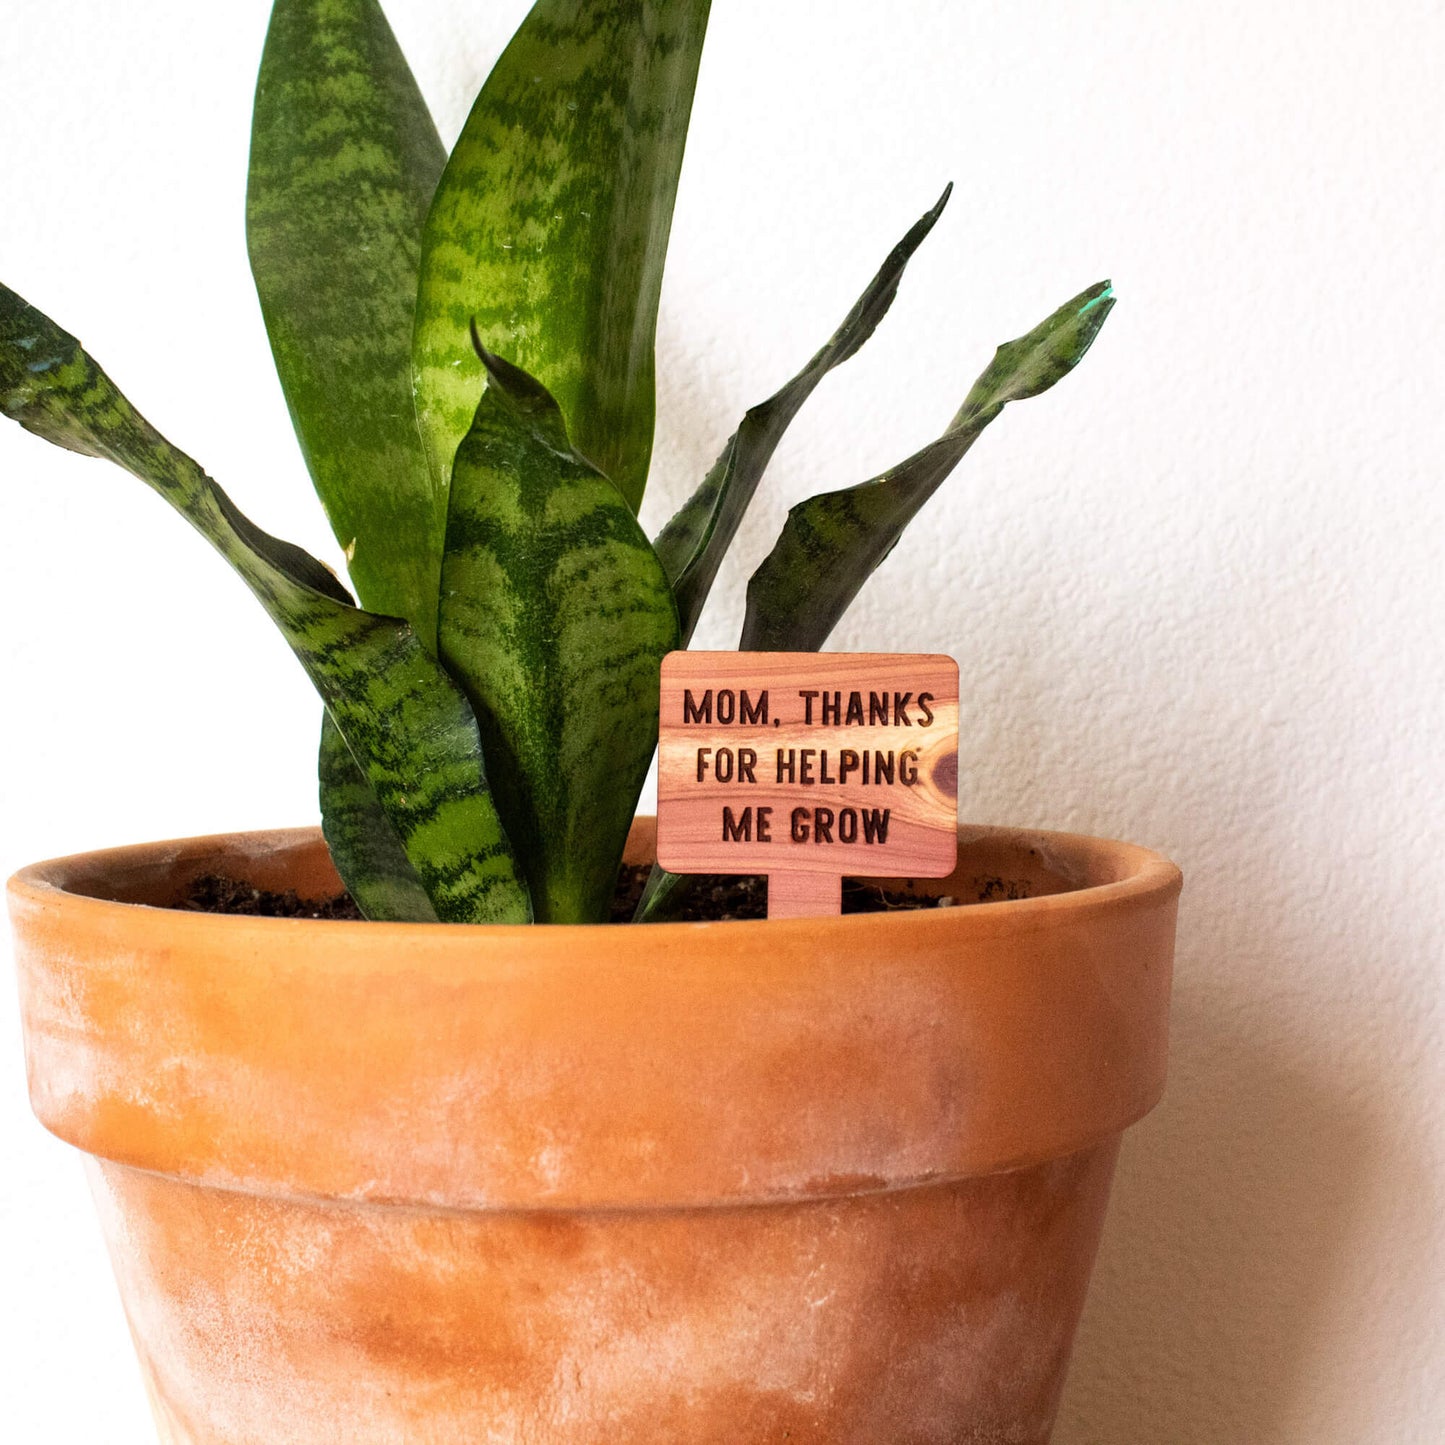 MOM, THANKS
FOR HELPING
ME GROW